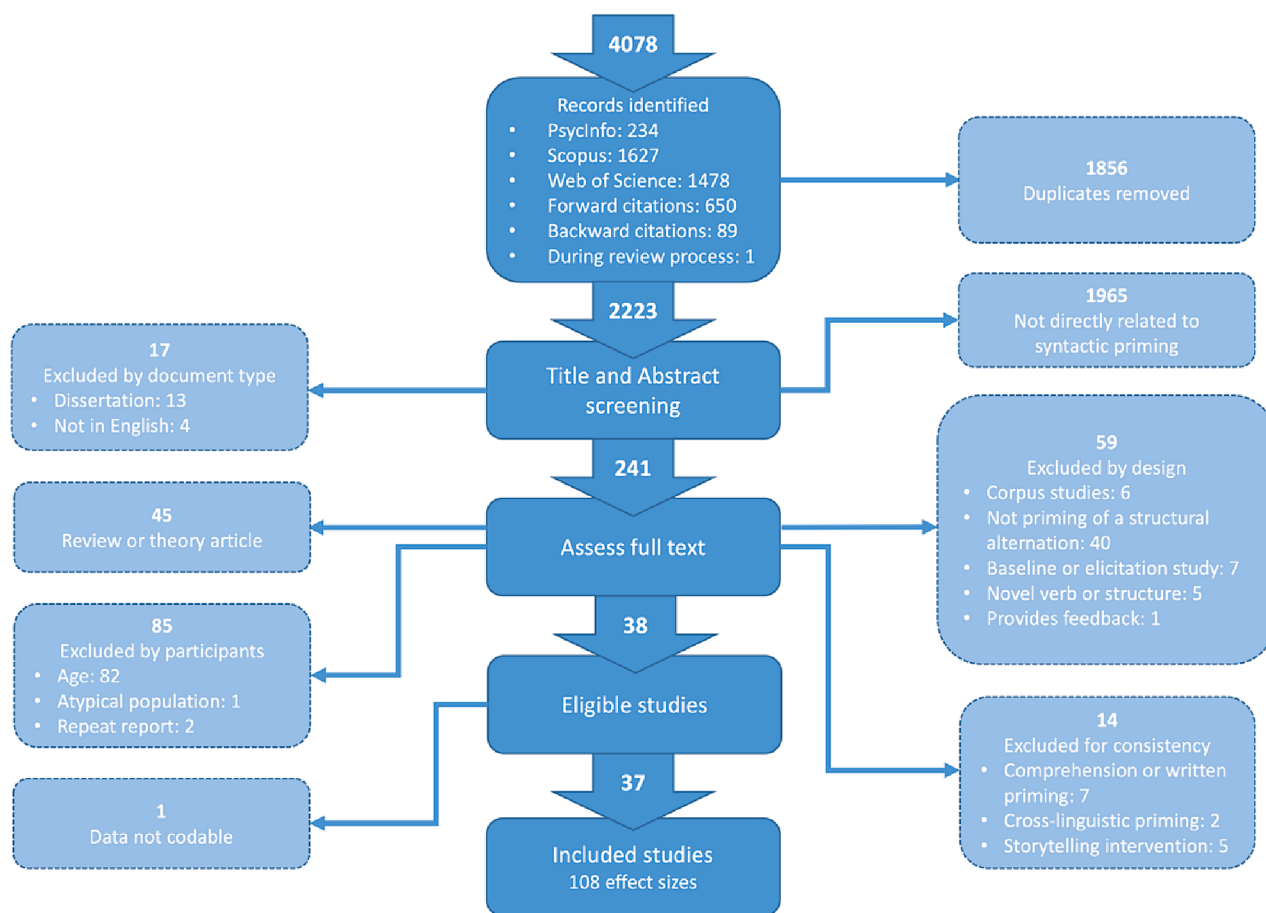 4078
Records identified
• PsycInfo: 234
• Scopus: 1627
• Web of Science: 1478
• Forward citations: 650
• Backward citations: 89
• During review process: 1
1856
Duplicates removed
2223
1965
Not directly related to
syntactic priming
Title and Abstract
screening
17
Excluded by document type
• Dissertation: 13
• Not in English: 4
241
59
Excluded by design
• Corpus studies: 6
• Not priming of a structural
alternation: 40
• Baseline or elicitation study: 7
• Novel verb or structure: 5
• Provides feedback: 1
45
Review or theory article
Assess full text
85
Excluded by participants
• Age: 82
• Atypical population: 1
• Repeat report: 2
38
Eligible studies
14
Excluded for consistency
• Comprehension or written
priming: 7
• Cross-linguistic priming: 2
• Storytelling intervention: 5
1
Data not codable
37
Included studies
108 effect sizes